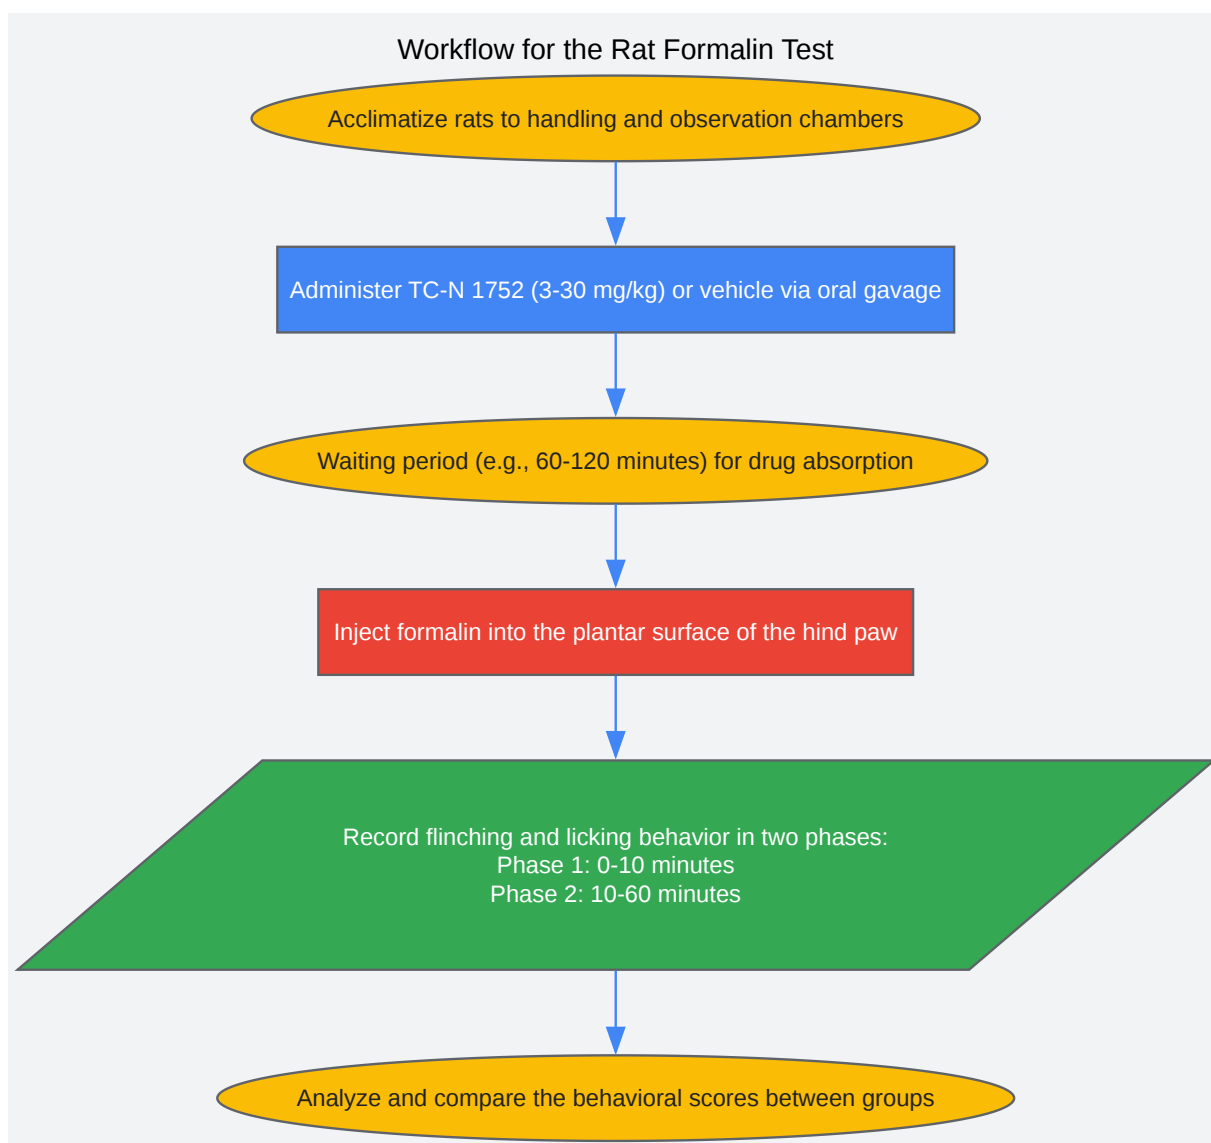 Workflow for the Rat Formalin Test
Acclimatize rats to handling and observation chambers
Administer TC-N 1752 (3-30 mg/kg) or vehicle via oral gavage
Waiting period (e.g., 60-120 minutes) for drug absorption
Inject formalin into the plantar surface of the hind paw
Record flinching and licking behavior in two phases:
Phase 1: 0-10 minutes
Phase 2: 10-60 minutes
Analyze and compare the behavioral scores between groups